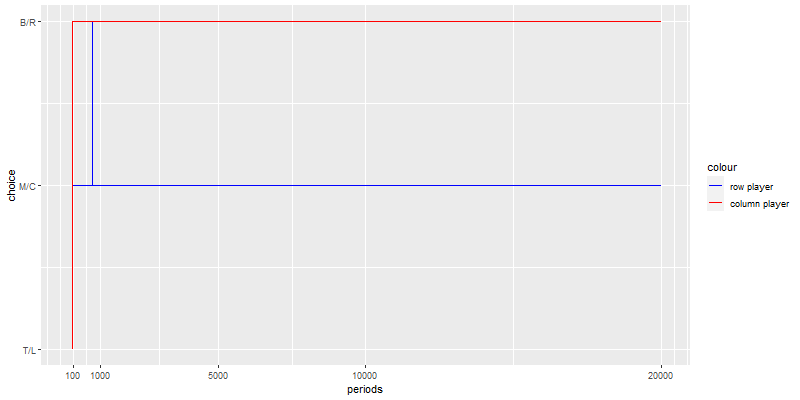 B/R
M/C
T/L
choice
100 1000 5000 10000 20000
periods
colour
row player
column player